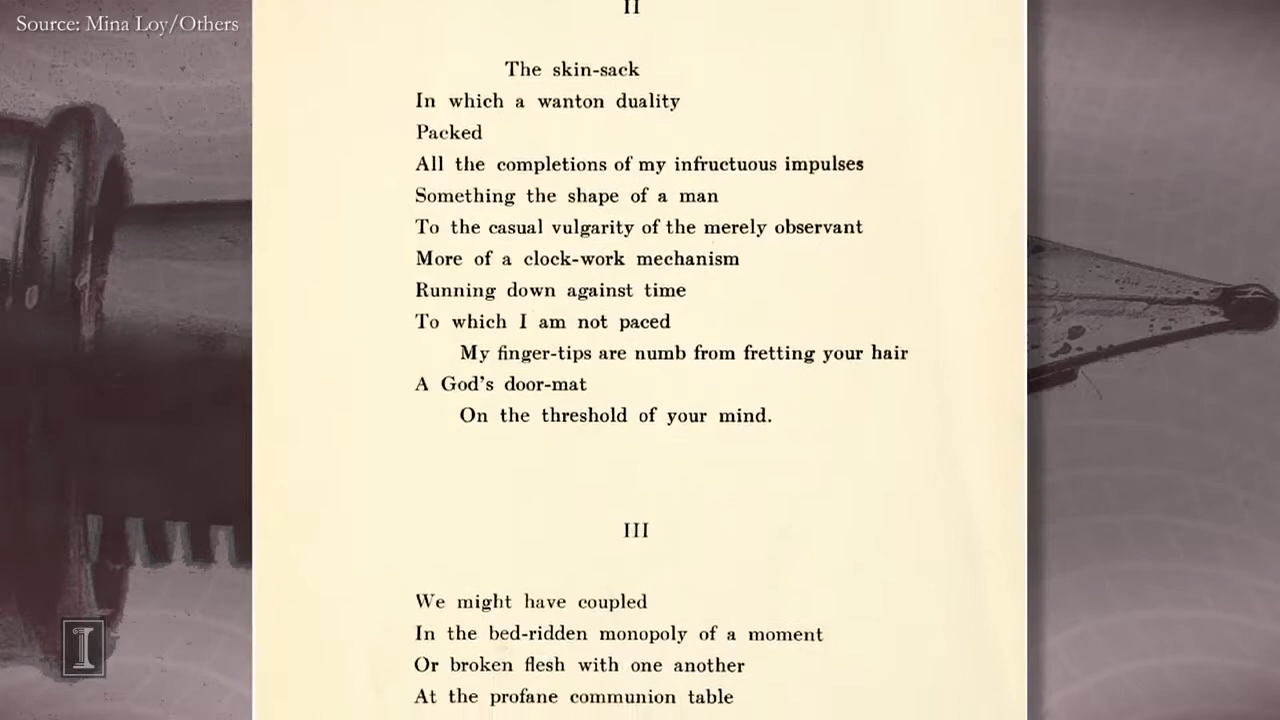 Source: Mina Loy/Others
II
The skin-sack
In which a wanton duality
Packed
All the completions of my infructuous impulses
Something the shape of a man
To the casual vulgarity of the merely observant
More of a clock-work mechanism
Running down against time
To which I am not paced
My finger-tips are numb from fretting your hair
A God's door-mat
On the threshold of your mind.
III
We might have coupled
In the bed-ridden monopoly of a moment
Or broken flesh with one another
At the profane communion table
I